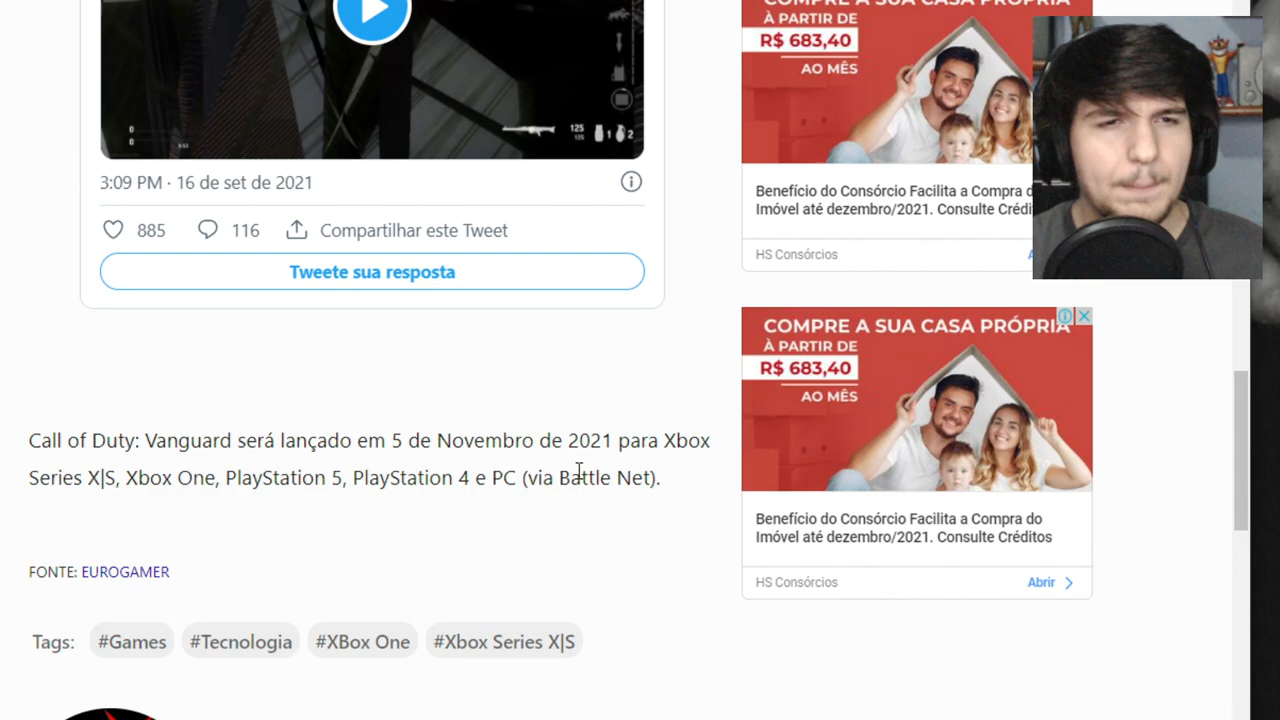 0
0
125
1
2
3:09 PM · 16 de set de 2021
885
116
Compartilhar este Tweet
Tweete sua resposta
Call of Duty: Vanguard será lançado em 5 de Novembro de 2021 para Xbox
Series X|S, Xbox One, PlayStation 5, PlayStation 4 e PC (via Battle Net).
FONTE: EUROGAMER
Tags: #Games #Tecnologia #XBox One #Xbox Series X|S
COMPRE A SUA CASA PRÓPRIA
À PARTIR DE
R$ 683,40
AO MÊS
Benefício do Consórcio Facilita a Compra d
Imóvel até dezembro/2021. Consulte Crédi
HS Consórcios
COMPRE A SUA CASA PRÓPRIA
À PARTIR DE
R$ 683,40
AO MÊS
Benefício do Consórcio Facilita a Compra do
Imóvel até dezembro/2021. Consulte Créditos
HS Consórcios
Abrir